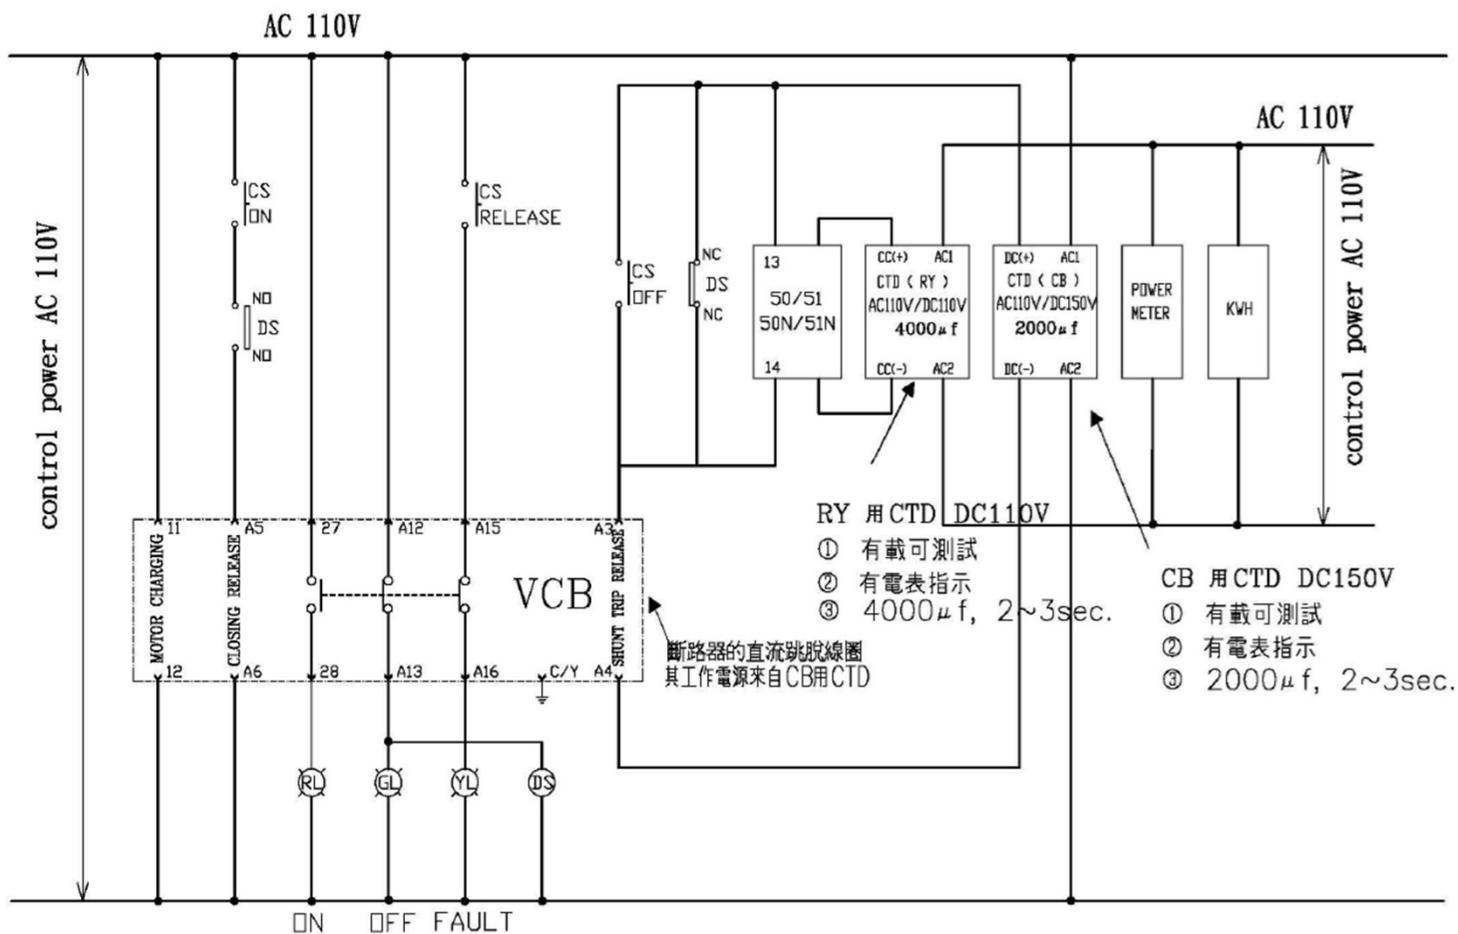 AC 110V
AC 110V
control power AC 110V
control power AC 110V
CS
ON
NO
DS
NO
CS
RELEASE
CS
OFF
NC
DS
NC
13
50/51
50N/51N
14
CC(+) AC1
CTD ( RY )
AC110V/DC110V
4000μf
CC(-) AC2
DC(+) AC1
CTD ( CB )
AC110V/DC150V
2000μf
DC(-) AC2
POWER
METER
KWH
RY 用CTD DC110V
① 有載可測試
② 有電表指示
③ 4000μf, 2~3sec.
CB 用CTD DC150V
① 有載可測試
② 有電表指示
③ 2000μf, 2~3sec.
11 A5 27 A12 A15 A3
MOTOR CHARGING
CLOSING RELEASE
VCB
SHUNT TRIP RELEASE
12 A6 28 A13 A16 C/Y A4
斷路器的直流跳脫線圈
其工作電源來自CB用CTD
RL GL YL DS
ON OFF FAULT